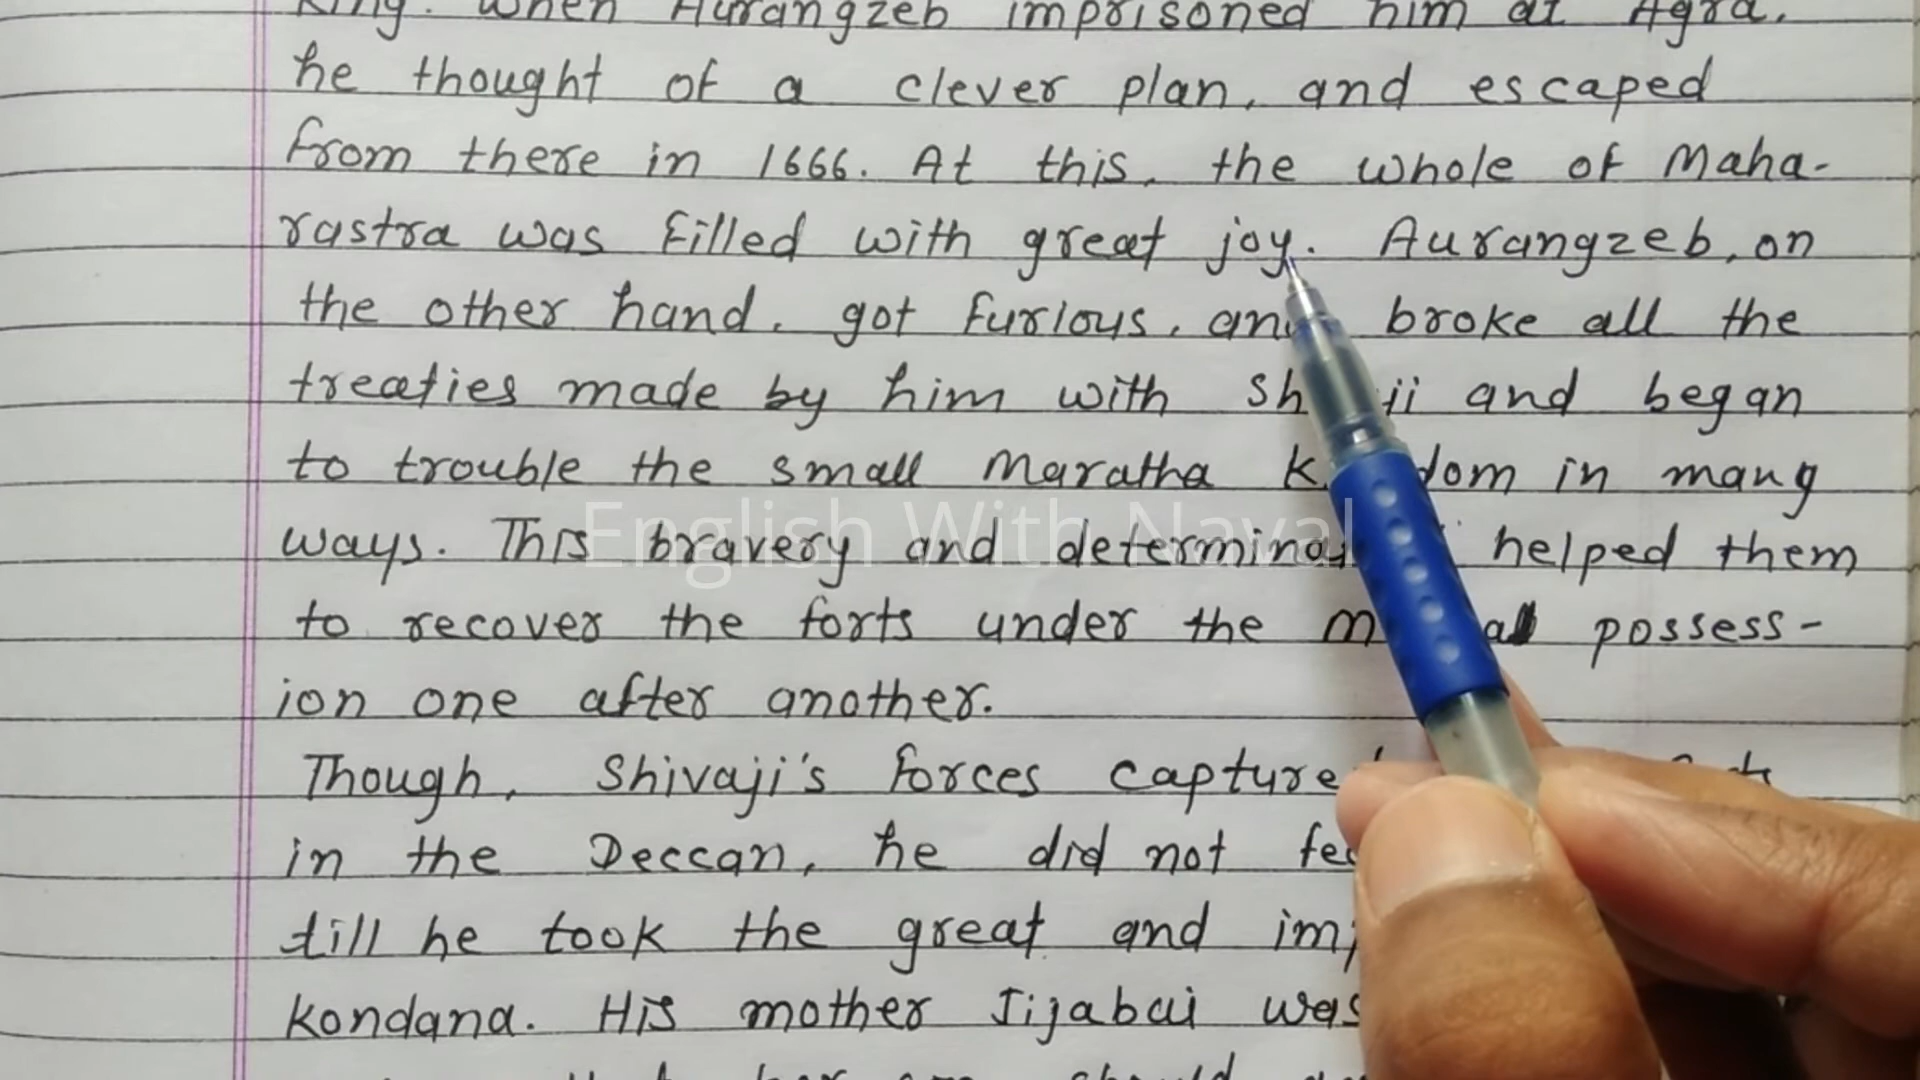 King. When Aurangzeb imprisoned him at Agra,
he thought of a clever plan, and escaped
from there in 1666. At this, the whole of Maha-
rastra was filled with great joy. Aurangzeb, on
the other hand, got furious, and broke all the
treaties made by him with Sh ji and began
to trouble the small Maratha K dom in many
ways. This bravery and determina helped them
to recover the forts under the m al possess-
ion one after another.
Though, Shivaji's forces capture
in the Deccan, he did not fe
till he took the great and im
Kondana. His mother Jijabai was
her son should
English With Naval